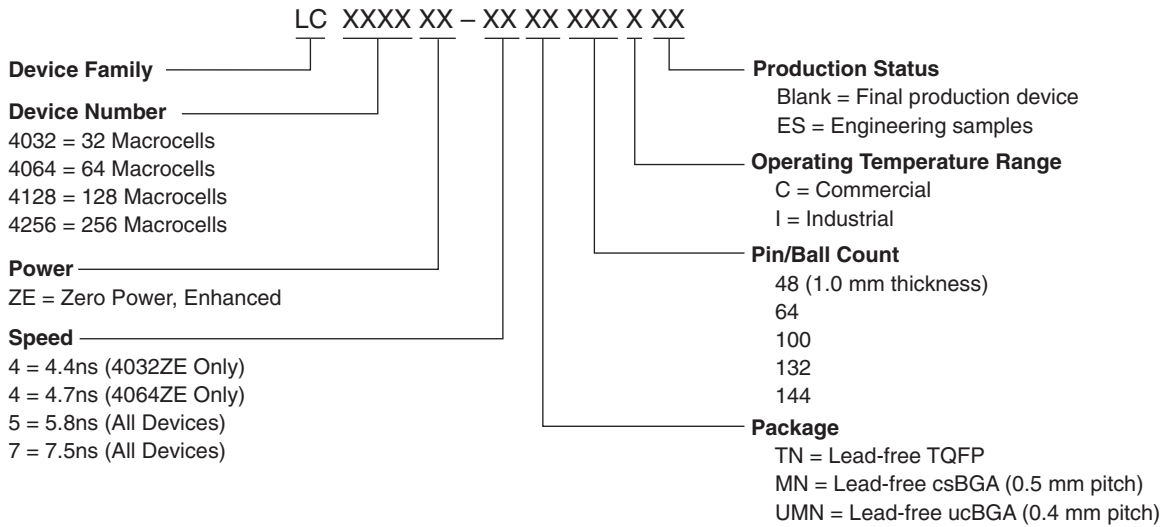 LC XXXX XX – XX XX XXX X XX
Device Family
Device Number
4032 = 32 Macrocells
4064 = 64 Macrocells
4128 = 128 Macrocells
4256 = 256 Macrocells
Power
ZE = Zero Power, Enhanced
Speed
4 = 4.4ns (4032ZE Only)
4 = 4.7ns (4064ZE Only)
5 = 5.8ns (All Devices)
7 = 7.5ns (All Devices)
Production Status
Blank = Final production device
ES = Engineering samples
Operating Temperature Range
C = Commercial
I = Industrial
Pin/Ball Count
48 (1.0 mm thickness)
64
100
132
144
Package
TN = Lead-free TQFP
MN = Lead-free csBGA (0.5 mm pitch)
UMN = Lead-free ucBGA (0.4 mm pitch)